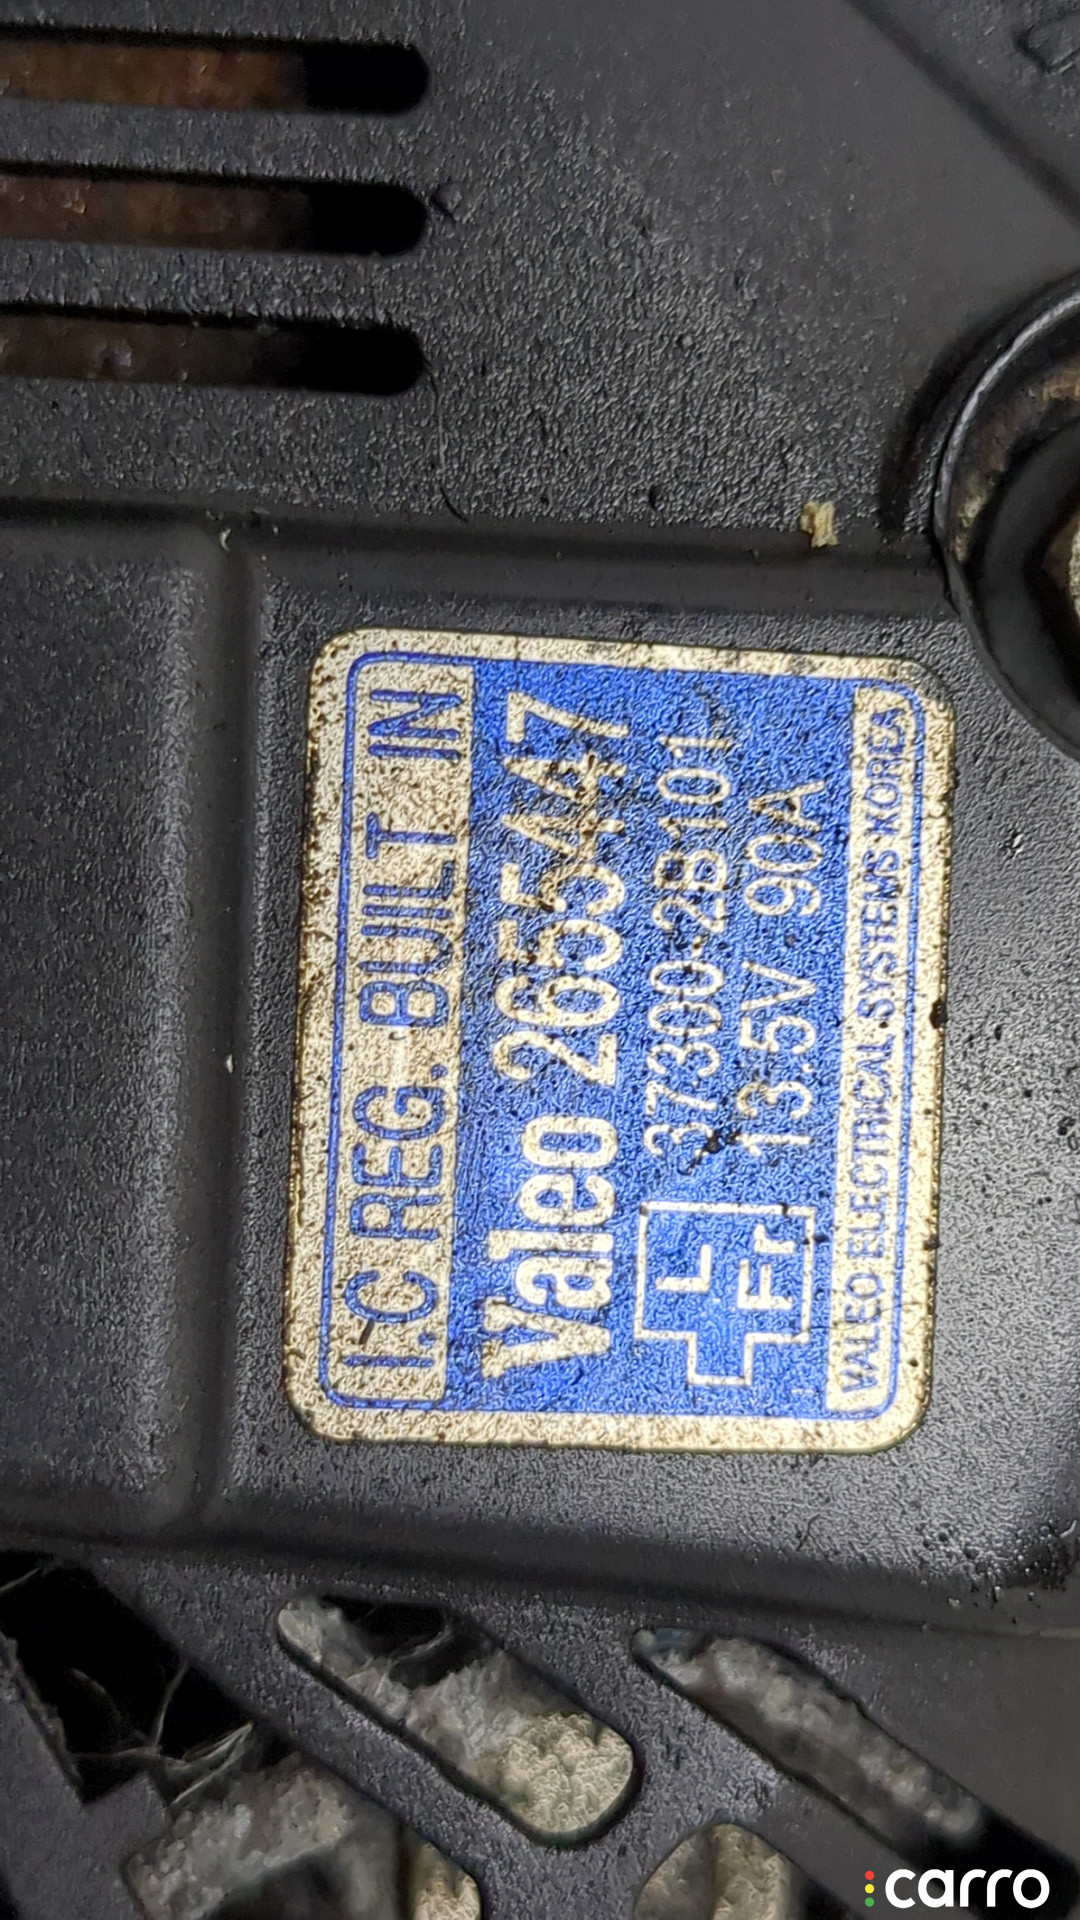 I.C REG. BUILT IN
Valeo 2655447
37300-2B101
13.5V 90A
L
Fr
VALEO ELECTRICAL SYSTEMS KOREA
carro